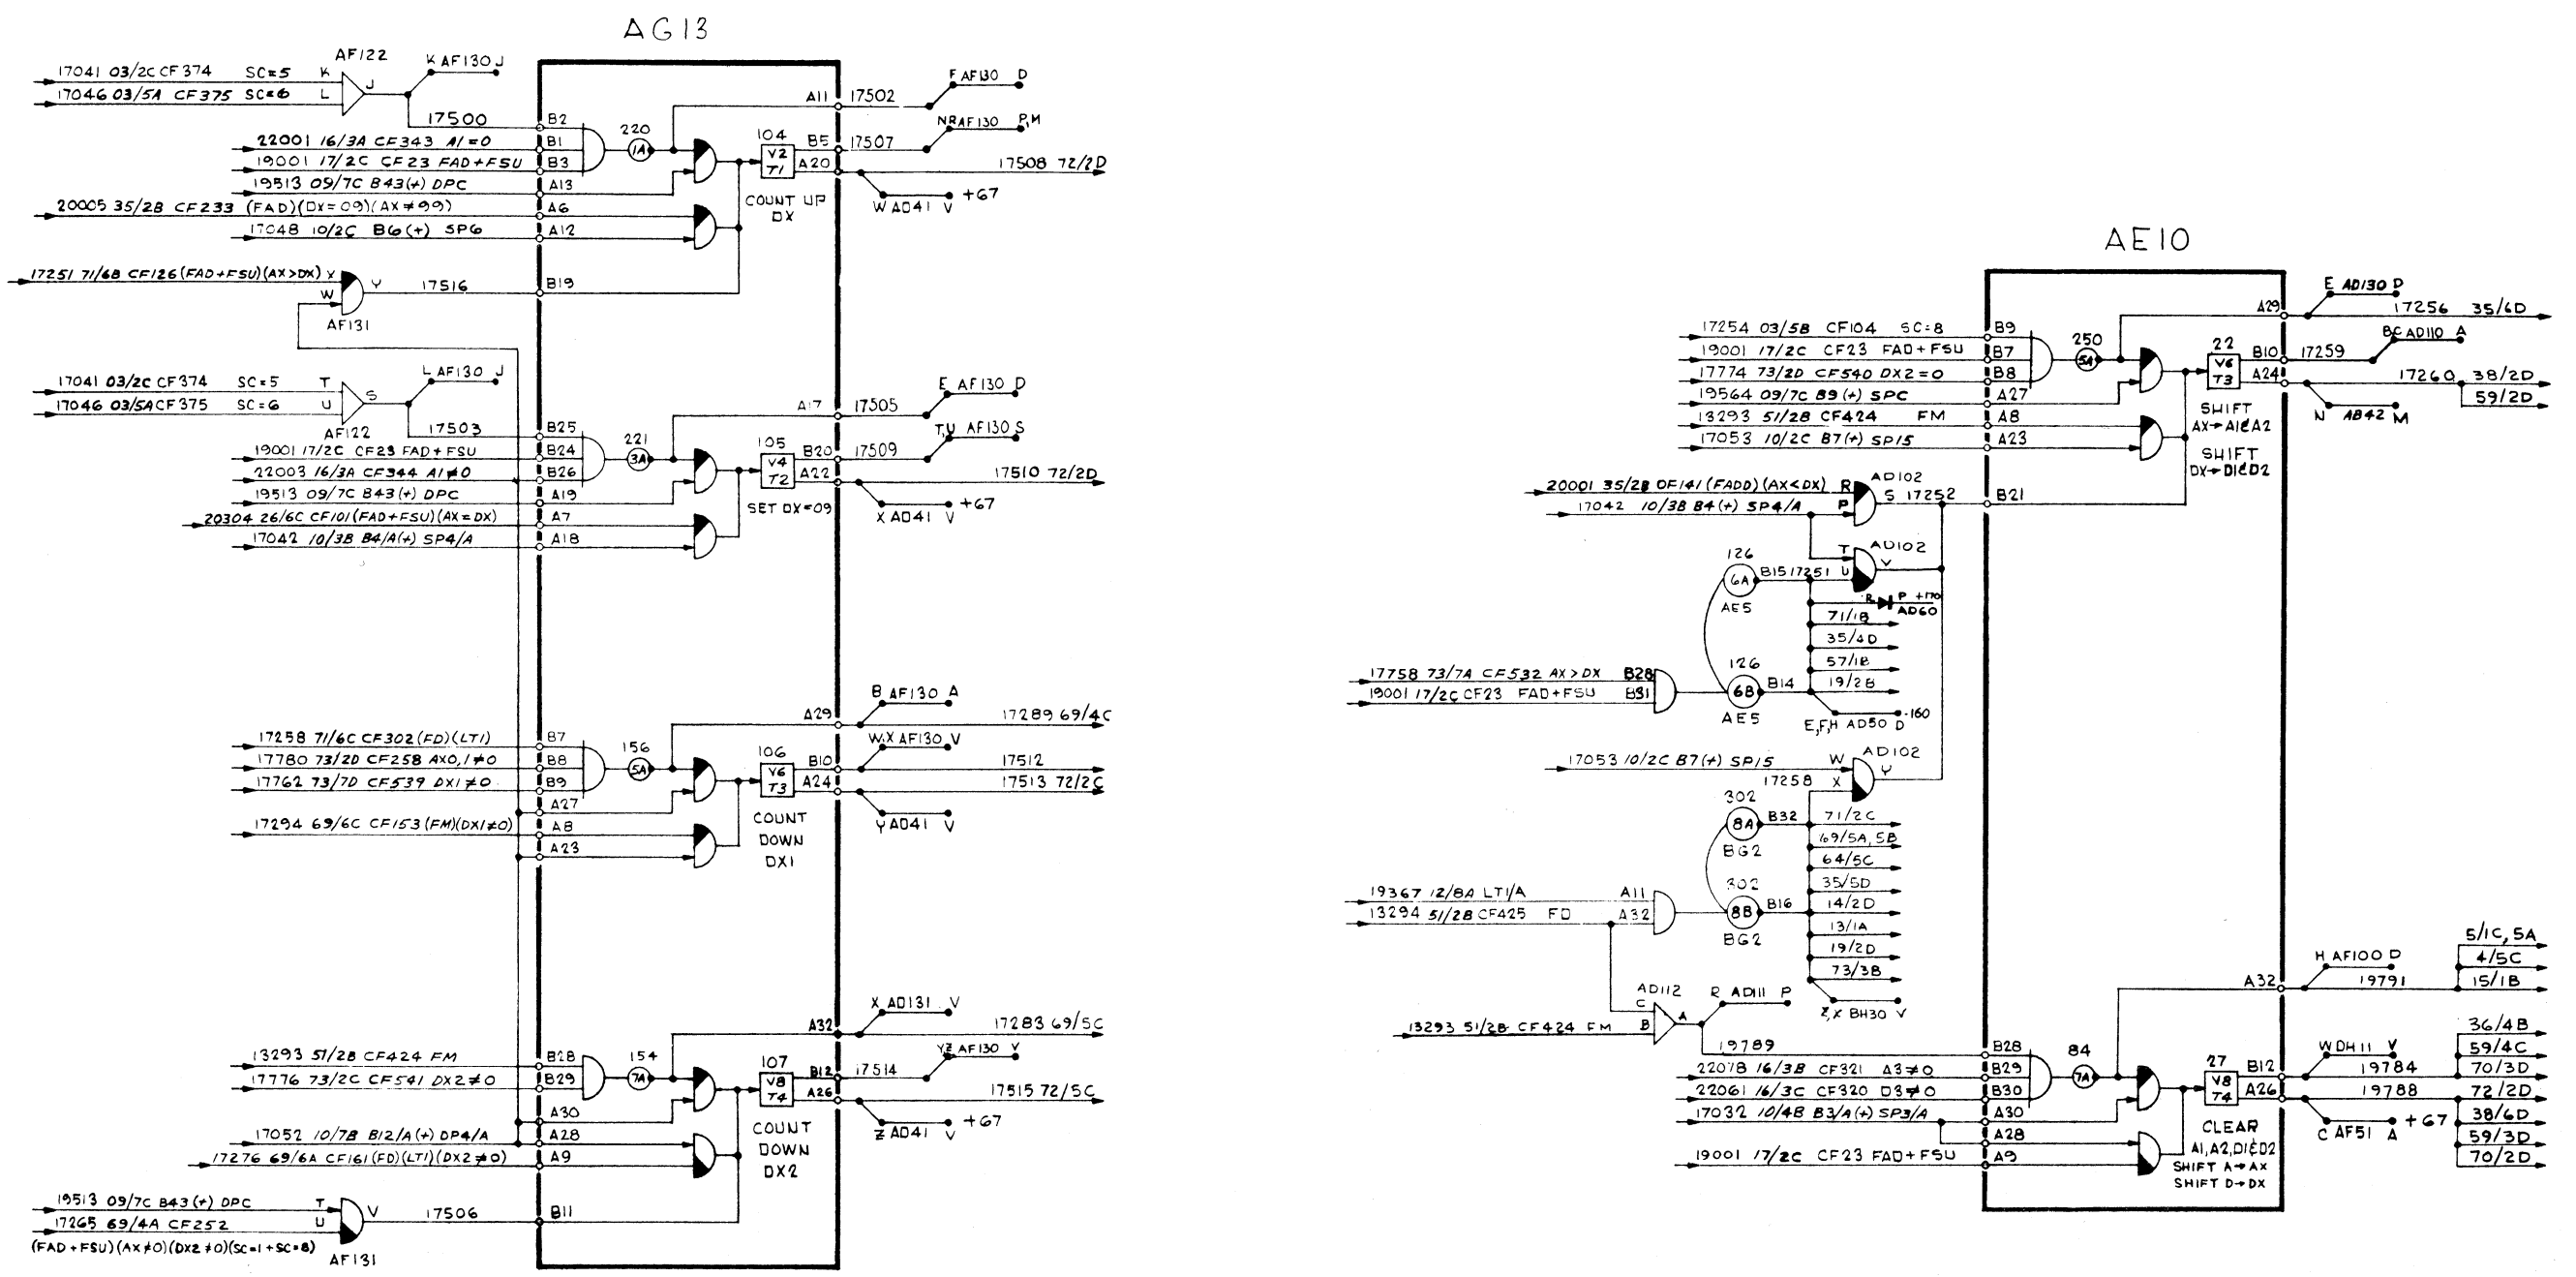 AG13
AF122
K AF130 J
17041 03/2C CF374 SC=5 K
J
17046 03/5A CF375 SC=6 L
F AF130 D
A11 17502
17500 B2
220
NR AF130 P,M
22001 16/3A CF343 A1=0 B1
1A
104
V2
T1
B5 17507
19001 17/2C CF23 FAD+FSU B3
A20
17508 72/2D
19513 09/7C B43(+) DPC A13
COUNT UP
DX
W AD41 V +67
20005 35/2B CF233 (FAD)(DX=09)(AX≠99) A6
17048 10/2C B6(+) SP6 A12
17251 71/6B CF126(FAD+FSU)(AX>DX) X
Y 17516 B19
W
AF131
L AF130 J
17041 03/2C CF374 SC=5 T
S
17046 03/5A CF375 SC=6 U
AF122
E AF130 D
A17 17505
17503 B25
221
T,U AF130 S
19001 17/2C CF23 FAD+FSU B24
3A
105
V4
T2
B20 17509
22003 16/3A CF344 A1≠0 B26
A22
17510 72/2D
19513 09/7C B43(+) DPC A19
SET DX=09
X AD41 V +67
20304 26/6C CF101(FAD+FSU)(AX=DX) A7
17042 10/3B B4/A(+) SP4/A A18
B AF130 A
A29
17289 69/4C
17258 71/6C CF302(FD)(LT1) B7
156
W,X AF130 V
17780 73/2D CF258 AX0,1≠0 B8
5A
106
V6
T3
B10
17512
17762 73/7D CF539 DX1≠0 B9
A24
17513 72/2C
A27
COUNT
DOWN
DX1
Y AD41 V
17294 69/6C CF153(FM)(DX1≠0) A8
A23
X AD131 V
A32
17283 69/5C
13293 51/2B CF424 FM B28
154
YZ AF130 V
17776 73/2C CF541 DX2≠0 B29
7A
107
V8
T4
B12 17514
A26
17515 72/5C
A30
COUNT
DOWN
DX2
Z AD41 V +67
17052 10/7B B12/A(+) DP4/A A28
17276 69/6A CF161(FD)(LT1)(DX2≠0) A9
19513 09/7C B43(+) DPC T
V 17506 B11
17265 69/4A CF252 U
(FAD+FSU)(AX≠0)(DX2≠0)(SC=1+SC=8)
AF131
AE10
E AD130 D
A29
17256 35/6D
17254 03/5B CF104 SC=8 B9
250
BC AD110 A
19001 17/2C CF23 FAD+FSU B7
5A
22
V6
T3
B10 17259
17774 73/2D CF540 DX2=0 B8
A24
17260 38/2D
59/2D
19564 09/7C B9(+) SPC A27
N AB42 M
13293 51/2B CF424 FM A8
SHIFT
AX→A1&A2
17053 10/2C B7(+) SP15 A23
SHIFT
DX→D1&D2
AD102
20001 35/2B CF141(FADD)(AX<DX) R
S 17252 B21
17042 10/3B B4(+) SP4/A P
AD102
T
V
126
6A
AE5
B15 17251 U
R P +170
AD60
71/1B
35/4D
57/1B
19/2B
17758 73/7A CF532 AX>DX B28
126
6B
AE5
B14
19001 17/2C CF23 FAD+FSU B31
E,F,H AD50 D -160
AD102
17053 10/2C B7(+) SP15 W
Y
17258 X
302
8A
BG2
B32
71/2C
69/5A,5B
64/5C
35/5D
14/2D
13/1A
19/2D
73/3B
19367 12/8A LT1/A A11
302
8B
BG2
B16
13294 51/2B CF425 FD A32
Z,X BH30 V
AD112
C
A
R AD111 P
13293 51/2B CF424 FM B
19789 B28
H AF100 D
A32
19791
5/1C, 5A
4/5C
15/1B
22078 16/3B CF321 A3≠0 B29
84
7A
22061 16/3C CF320 D3≠0 B30
27
V8
T4
B12
W DH11 V
19784
36/4B
59/4C
70/3D
17032 10/4B B3/A(+) SP3/A A30
A26
19788
72/2D
38/6D
59/3D
70/2D
A28
C AF51 A +67
19001 17/2C CF23 FAD+FSU A9
CLEAR
A1,A2,D1&D2
SHIFT A→AX
SHIFT D→DX